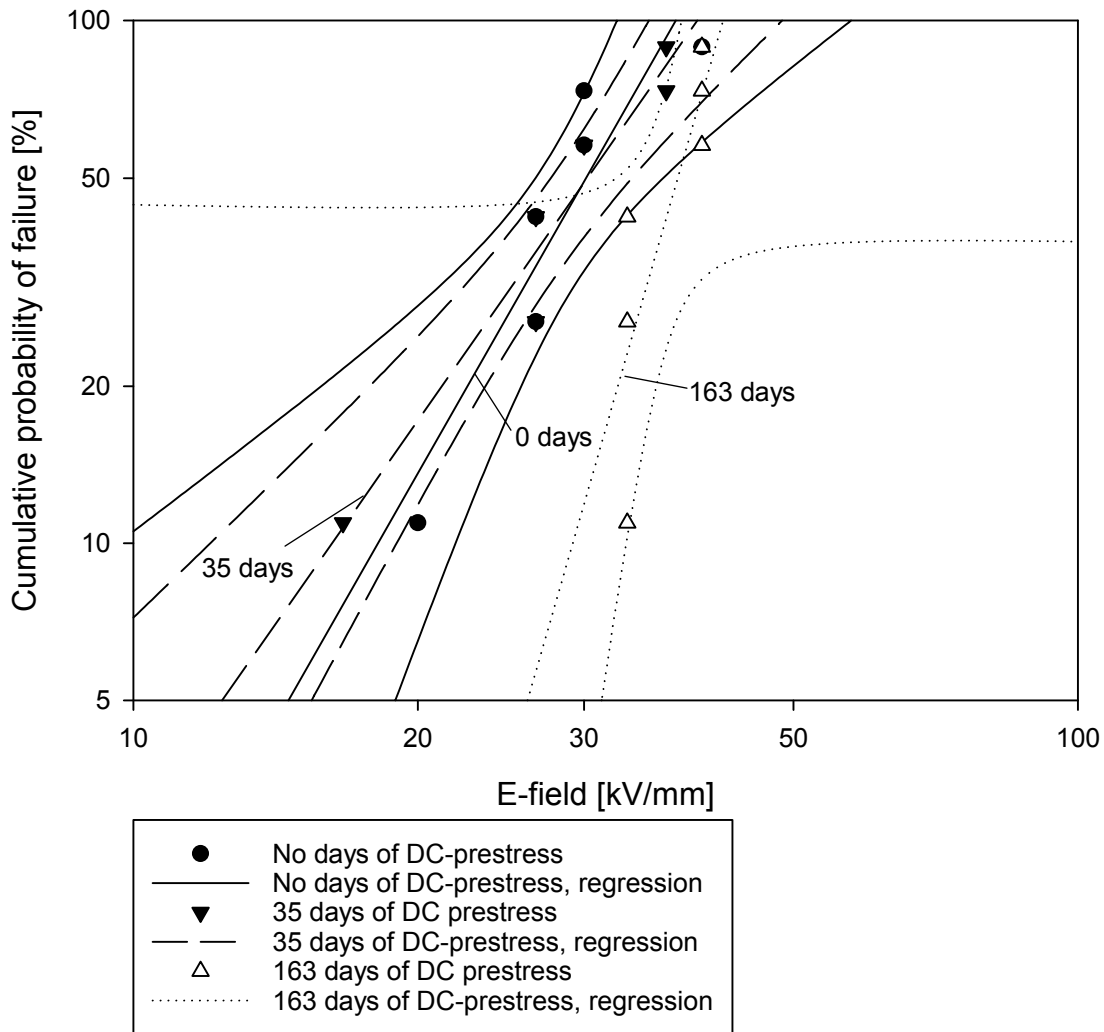 Cumulative probability of failure [%]
100
50
20
10
5
163 days
0 days
35 days
10
20
30
50
100
E-field [kV/mm]
No days of DC-prestress
No days of DC-prestress, regression
35 days of DC prestress
35 days of DC-prestress, regression
163 days of DC prestress
163 days of DC-prestress, regression